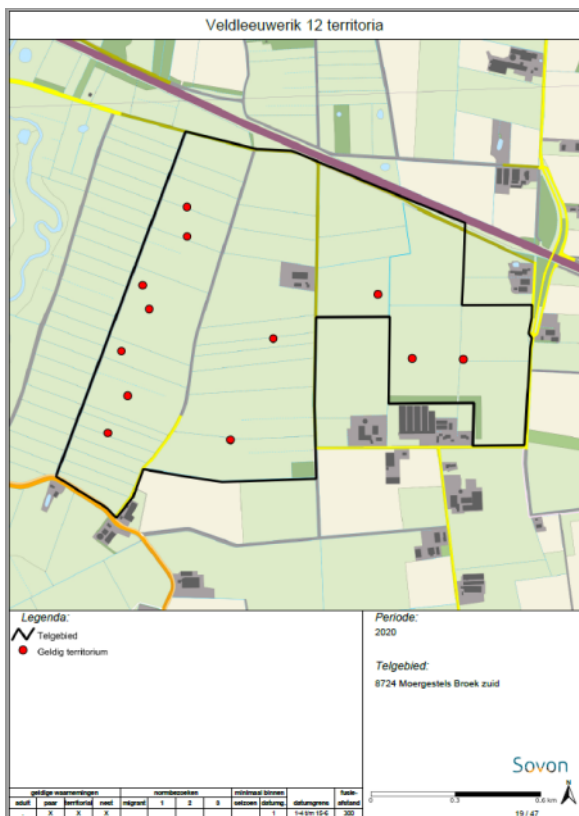 Veldleeuwerik 12 territoria
Legenda:
Telgebied
Geldig territorium
Periode:
2020
Telgebied:
8724 Moergestels Broek zuid
Sovon
N
0 0.3 0.6 km
19 / 47
geldige waarnemingen normbezoeken minimaal binnen fusie-
adult paar territoriaal nest migrant 1 2 3 seizoen datumg. datumgrens afstand
. X X X 1 300